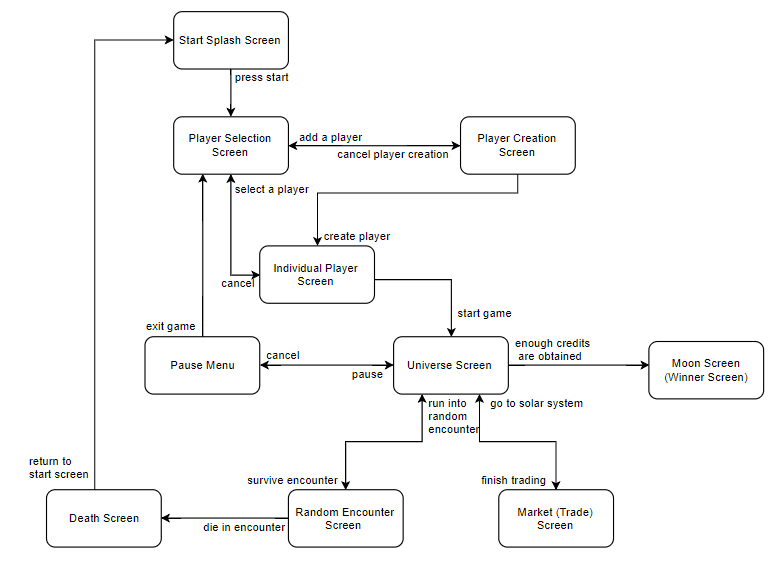 Start Splash Screen
press start
Player Selection
Screen
add a player
cancel player creation
Player Creation
Screen
select a player
create player
Individual Player
Screen
cancel
start game
exit game
Pause Menu
cancel
pause
Universe Screen
enough credits
are obtained
Moon Screen
(Winner Screen)
run into
random
encounter
go to solar system
return to
start screen
survive encounter
finish trading
Death Screen
die in encounter
Random Encounter
Screen
Market (Trade)
Screen